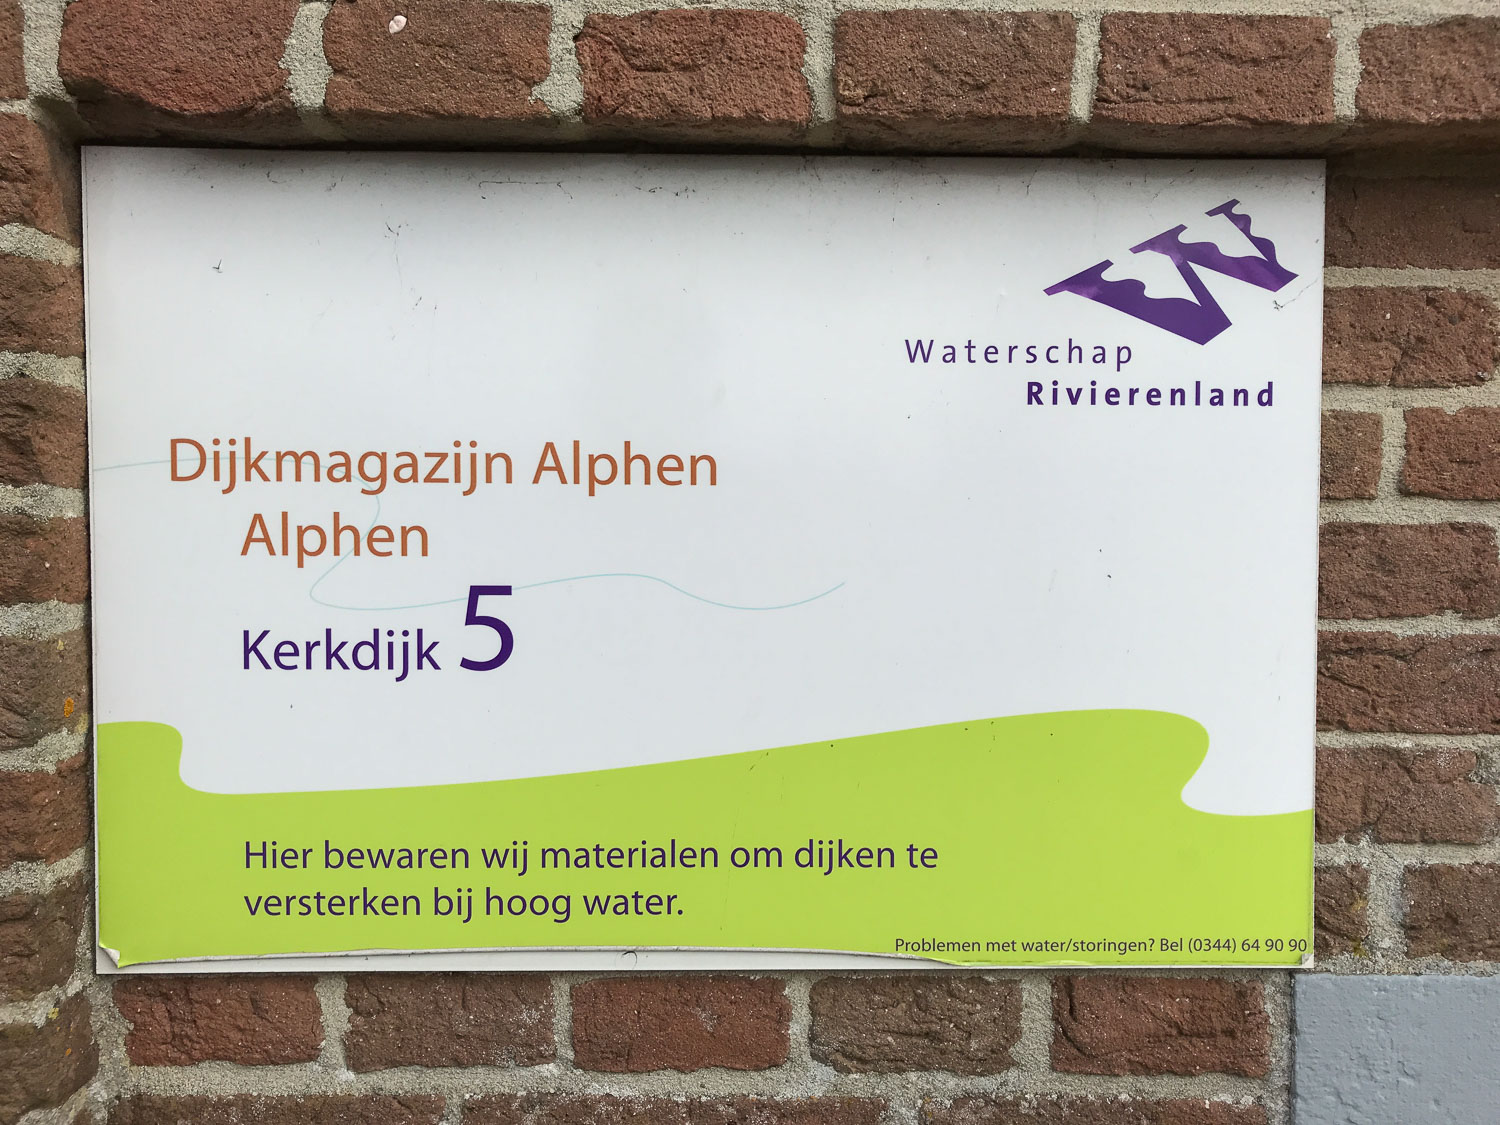 Waterschap
Rivierenland
Dijkmagazijn Alphen
Alphen
Kerkdijk 5
Hier bewaren wij materialen om dijken te
versterken bij hoog water.
Problemen met water/storingen? Bel (0344) 64 90 90